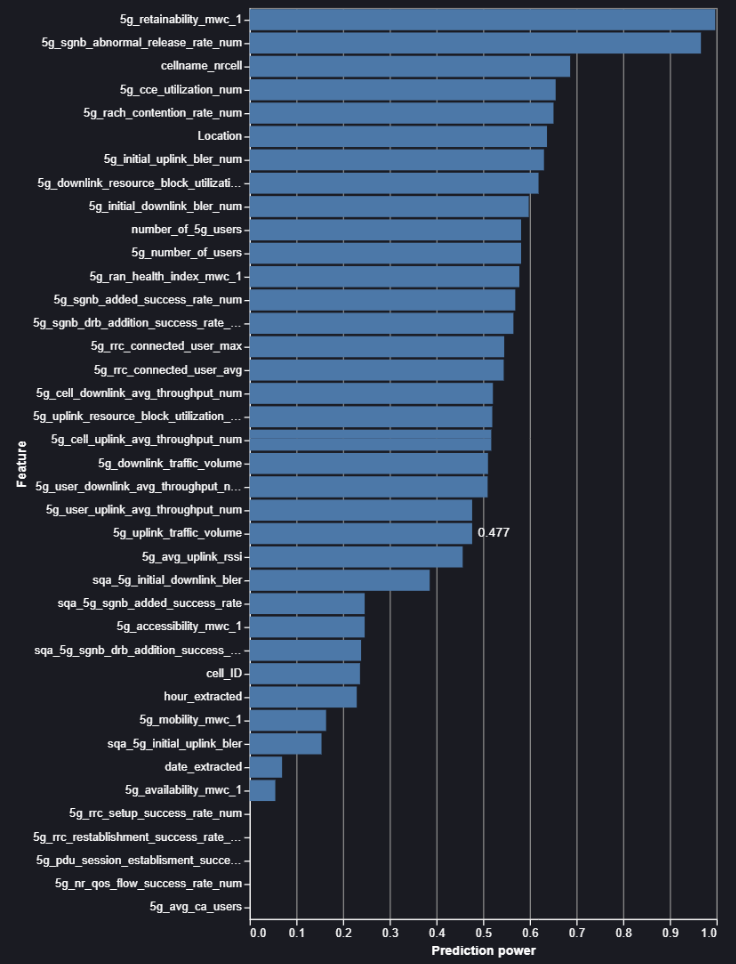 5g_retainability_mwc_1
5g_sgnb_abnormal_release_rate_num
cellname_nrcell
5g_cce_utilization_num
5g_rach_contention_rate_num
Location
5g_initial_uplink_bler_num
5g_downlink_resource_block_utilizati...
5g_initial_downlink_bler_num
number_of_5g_users
5g_number_of_users
5g_ran_health_index_mwc_1
5g_sgnb_added_success_rate_num
5g_sgnb_drb_addition_success_rate_...
5g_rrc_connected_user_max
5g_rrc_connected_user_avg
5g_cell_downlink_avg_throughput_num
5g_uplink_resource_block_utilization_...
5g_cell_uplink_avg_throughput_num
5g_downlink_traffic_volume
5g_user_downlink_avg_throughput_n...
5g_user_uplink_avg_throughput_num
5g_uplink_traffic_volume 0.477
5g_avg_uplink_rssi
sqa_5g_initial_downlink_bler
sqa_5g_sgnb_added_success_rate
5g_accessibility_mwc_1
sqa_5g_sgnb_drb_addition_success_...
cell_ID
hour_extracted
5g_mobility_mwc_1
sqa_5g_initial_uplink_bler
date_extracted
5g_availability_mwc_1
5g_rrc_setup_success_rate_num
5g_rrc_restablishment_success_rate_...
5g_pdu_session_establisment_succe...
5g_nr_qos_flow_success_rate_num
5g_avg_ca_users
Feature
0.0 0.1 0.2 0.3 0.4 0.5 0.6 0.7 0.8 0.9 1.0
Prediction power